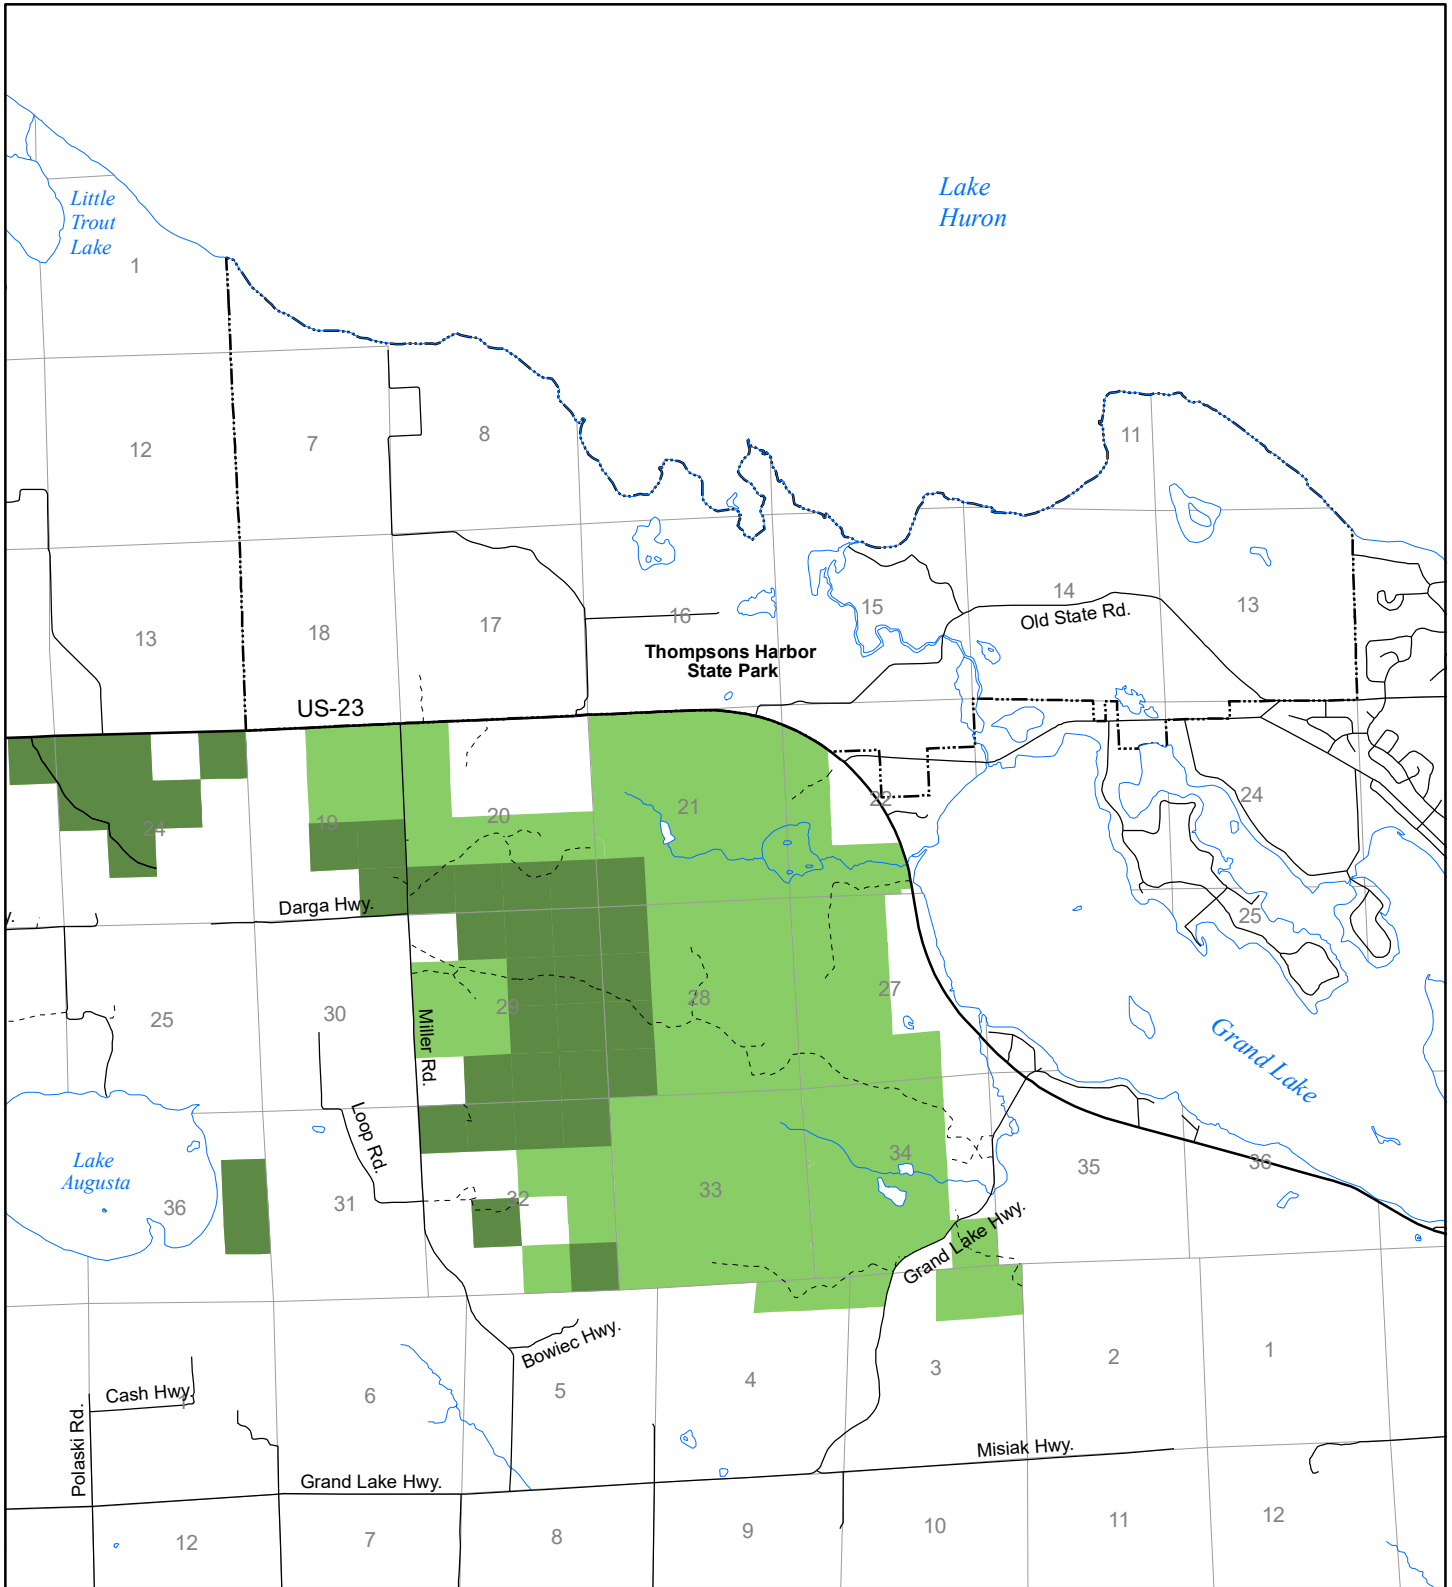 Little
Trout
Lake
Lake
Huron
1
11
12
7
8
13
18
17
16
15
14
13
Old State Rd.
Thompsons Harbor
State Park
US-23
24
19
20
21
22
24
Darga Hwy.
y.
25
25
30
29
28
27
Miller Rd.
Grand Lake
Loop Rd.
Lake
Augusta
36
31
32
33
34
35
36
Grand Lake Hwy.
Bowiec Hwy.
Cash Hwy.
1
6
5
4
3
2
1
Polaski Rd.
Grand Lake Hwy.
Misiak Hwy.
12
7
8
9
10
11
12